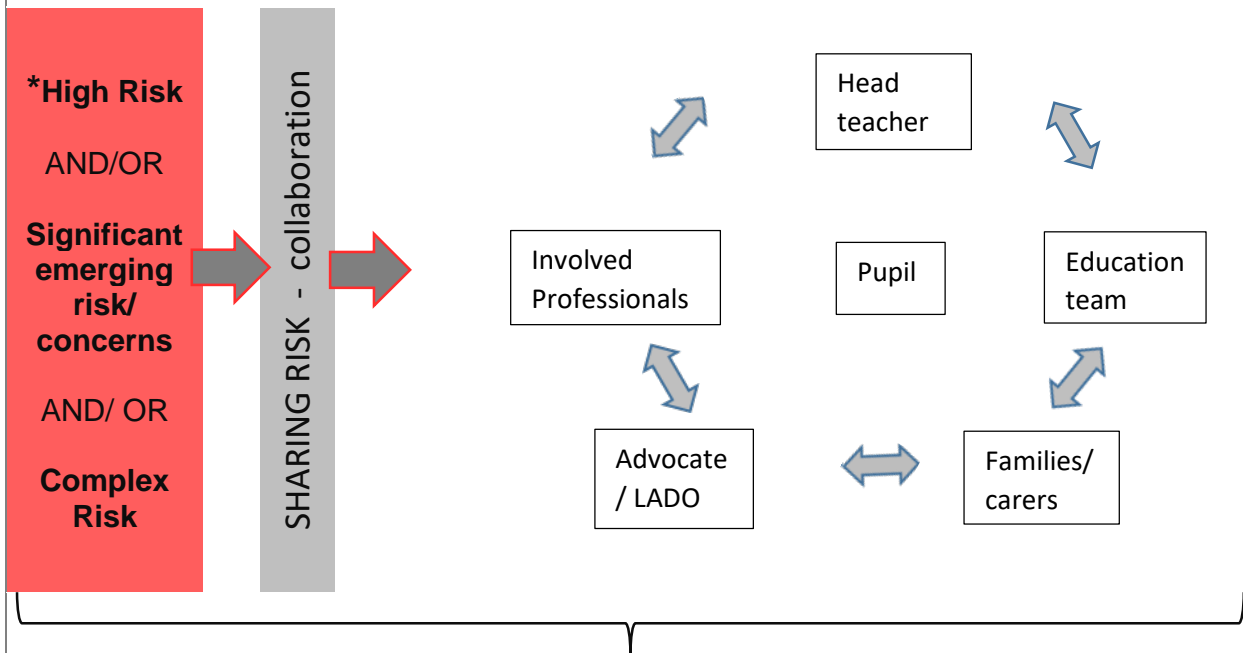 *High Risk
AND/OR
Significant
emerging
risk/
concerns
AND/ OR
Complex
Risk
SHARING RISK - collaboration
Head
teacher
Involved
Professionals
Pupil
Education
team
Advocate
/ LADO
Families/
carers